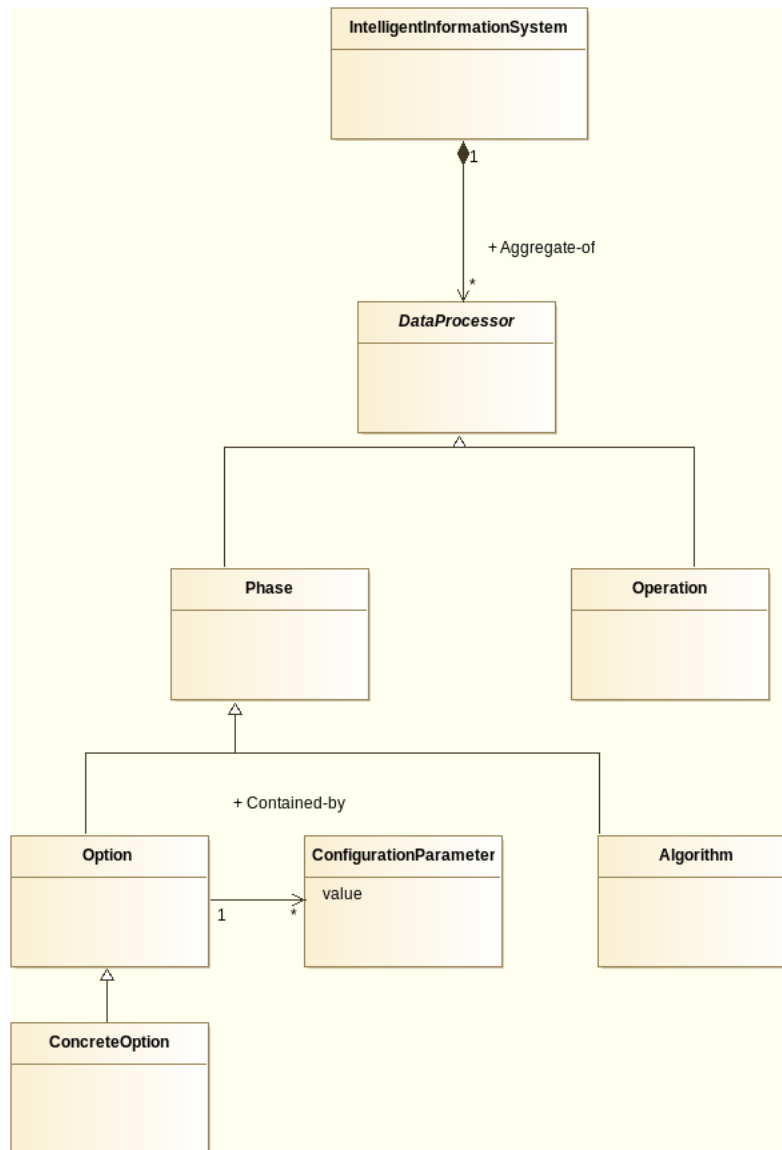 IntelligentInformationSystem
1
+ Aggregate-of
*
DataProcessor
Phase
Operation
+ Contained-by
Option
ConfigurationParameter
Algorithm
value
1
*
ConcreteOption